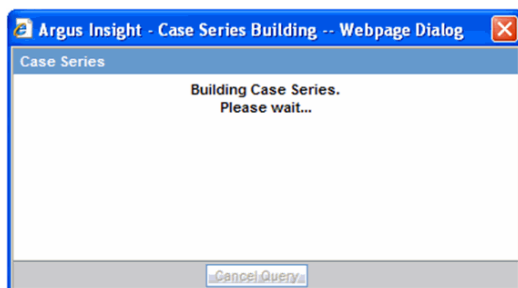 Argus Insight - Case Series Building -- Webpage Dialog
Case Series
Building Case Series.
Please wait...
Cancel Query